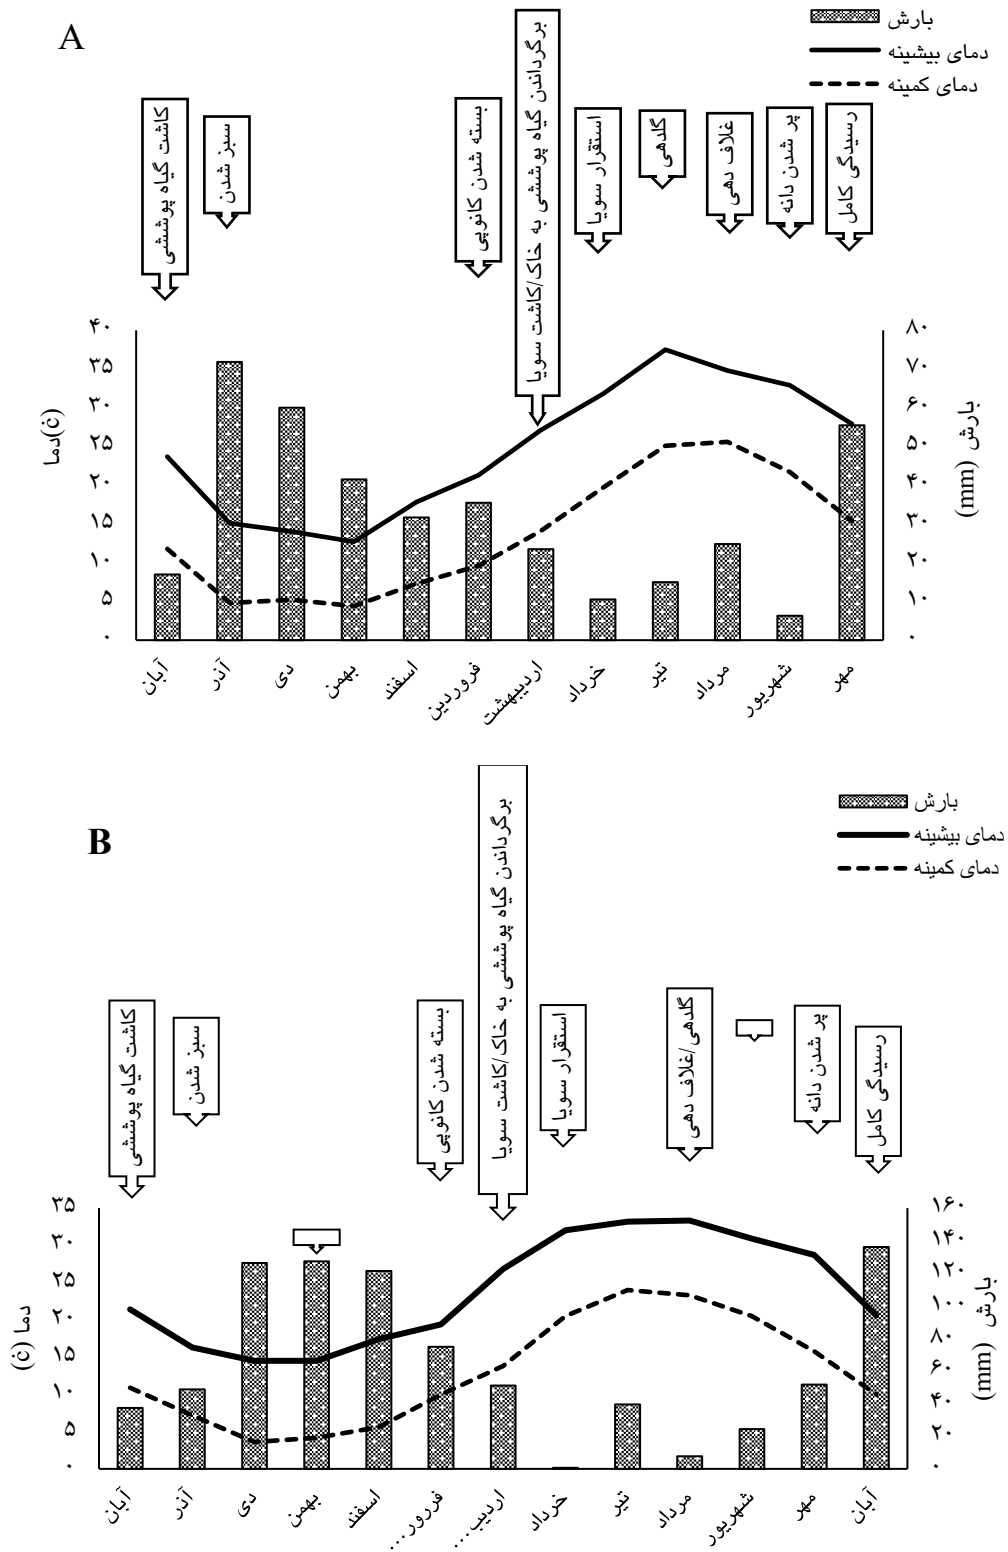 A
بارش
دمای بیشینه
دمای کمینه
کاشت گیاه پوششی
سبز شدن
بسته شدن کانوپی
برگرداندن گیاه پوششی به خاک/کاشت سویا
استقرار سویا
گلدهی
غلاف دهی
پر شدن دانه
رسیدگی کامل
۴۰
۳۵
۳۰
۲۵
۲۰
۱۵
۱۰
۵
۰
دما(ċ)
۸۰
۷۰
۶۰
۵۰
۴۰
۳۰
۲۰
۱۰
۰
بارش (mm)
آبان
آذر
دی
بهمن
اسفند
فروردین
اردیبهشت
خرداد
تیر
مرداد
شهریور
مهر
B
بارش
دمای بیشینه
دمای کمینه
کاشت گیاه پوششی
سبز شدن
بسته شدن کانوپی
برگرداندن گیاه پوششی به خاک/کاشت سویا
استقرار سویا
گلدهی/غلاف دهی
پر شدن دانه
رسیدگی کامل
۳۵
۳۰
۲۵
۲۰
۱۵
۱۰
۵
۰
دما (ċ)
۱۶۰
۱۴۰
۱۲۰
۱۰۰
۸۰
۶۰
۴۰
۲۰
۰
بارش (mm)
آبان
آذر
دی
بهمن
اسفند
فرورر...
اردیب...
خرداد
تیر
مرداد
شهریور
مهر
آبان